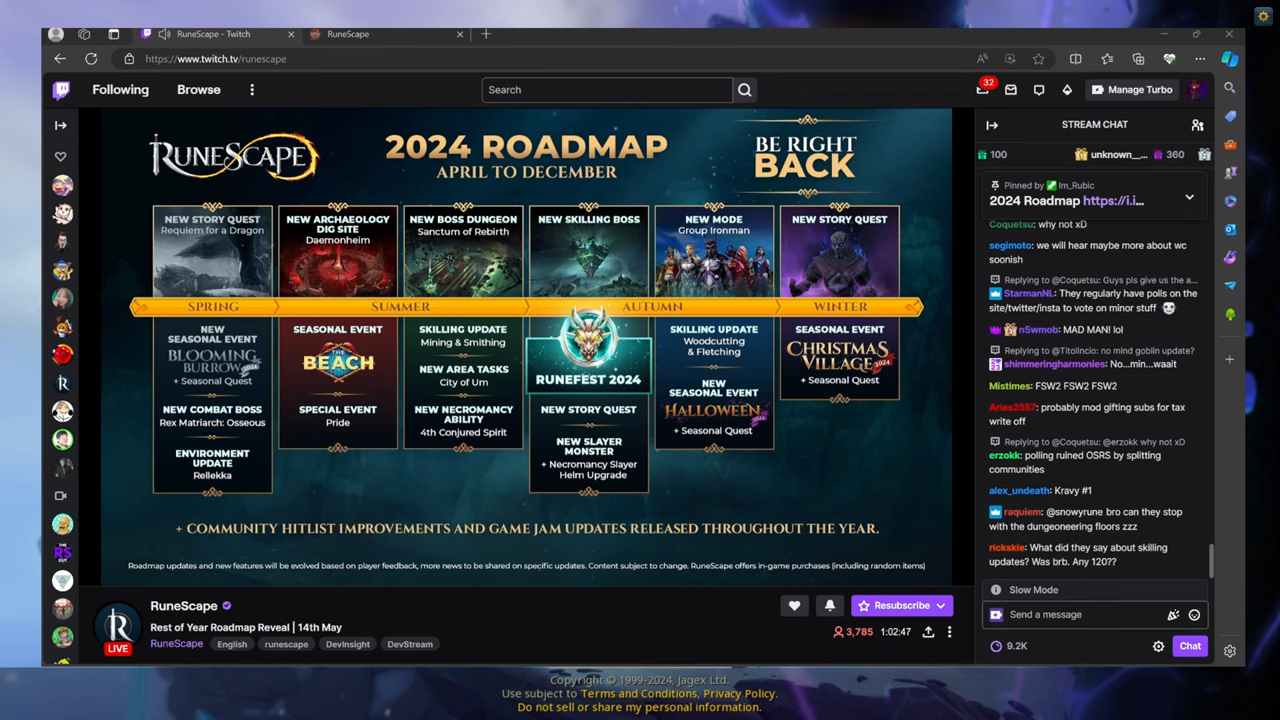 RuneScape - Twitch
RuneScape
https://www.twitch.tv/runescape
Following
Browse
Search
32
Manage Turbo
RUNESCAPE
2024 ROADMAP
APRIL TO DECEMBER
BE RIGHT
BACK
NEW STORY QUEST
Requiem for a Dragon
NEW ARCHAEOLOGY
DIG SITE
Daemonheim
NEW BOSS DUNGEON
Sanctum of Rebirth
NEW SKILLING BOSS
NEW MODE
Group Ironman
NEW STORY QUEST
SPRING
SUMMER
AUTUMN
WINTER
NEW
SEASONAL EVENT
BLOOMING
BURROW
2024
+ Seasonal Quest
NEW COMBAT BOSS
Rex Matriarch: Osseous
ENVIRONMENT
UPDATE
Rellekka
SEASONAL EVENT
THE
BEACH
SPECIAL EVENT
Pride
SKILLING UPDATE
Mining & Smithing
NEW AREA TASKS
City of Um
NEW NECROMANCY
ABILITY
4th Conjured Spirit
RUNEFEST 2024
NEW STORY QUEST
NEW SLAYER
MONSTER
+ Necromancy Slayer
Helm Upgrade
SKILLING UPDATE
Woodcutting
& Fletching
NEW
SEASONAL EVENT
HALLOWEEN
2024
+ Seasonal Quest
SEASONAL EVENT
CHRISTMAS
VILLAGE
2024
+ Seasonal Quest
+ COMMUNITY HITLIST IMPROVEMENTS AND GAME JAM UPDATES RELEASED THROUGHOUT THE YEAR.
Roadmap updates and new features will be evolved based on player feedback, more news to be shared on specific updates. Content subject to change. RuneScape offers in-game purchases (including random items)
LIVE
RuneScape
Rest of Year Roadmap Reveal | 14th May
RuneScape
English
runescape
DevInsight
DevStream
Resubscribe
3,785
1:02:47
STREAM CHAT
100
unknown__...
360
Pinned by Im_Rubic
2024 Roadmap https://i.i...
Coquetsu: why not xD
segimoto: we will hear maybe more about wc
soonish
Replying to @Coquetsu: Guys pls give us the a...
StarmanNL: They regularly have polls on the
site/twitter/insta to vote on minor stuff
n5wmob: MAD MAN! lol
Replying to @Titolincio: no mind goblin update?
shimmeringharmonies: No...min...waait
Mistimes: FSW2 FSW2 FSW2
Aries2557: probably mod gifting subs for tax
write off
Replying to @Coquetsu: @erzokk why not xD
erzokk: polling ruined OSRS by splitting
communities
alex_undeath: Kravy #1
raquiem: @snowyrune bro can they stop
with the dungeoneering floors zzz
rickskie: What did they say about skilling
updates? Was brb. Any 120??
Slow Mode
Send a message
9.2K
Chat
Copyright © 1999-2024, Jagex Ltd.
Use subject to Terms and Conditions, Privacy Policy.
Do not sell or share my personal information.